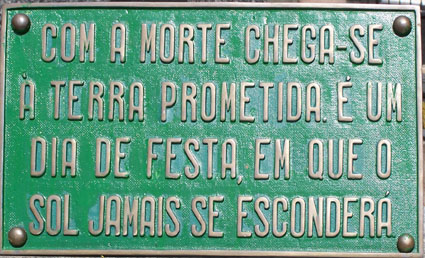 COM A MORTE CHEGA-SE
À TERRA PROMETIDA. É UM
DIA DE FESTA, EM QUE O
SOL JAMAIS SE ESCONDERÁ